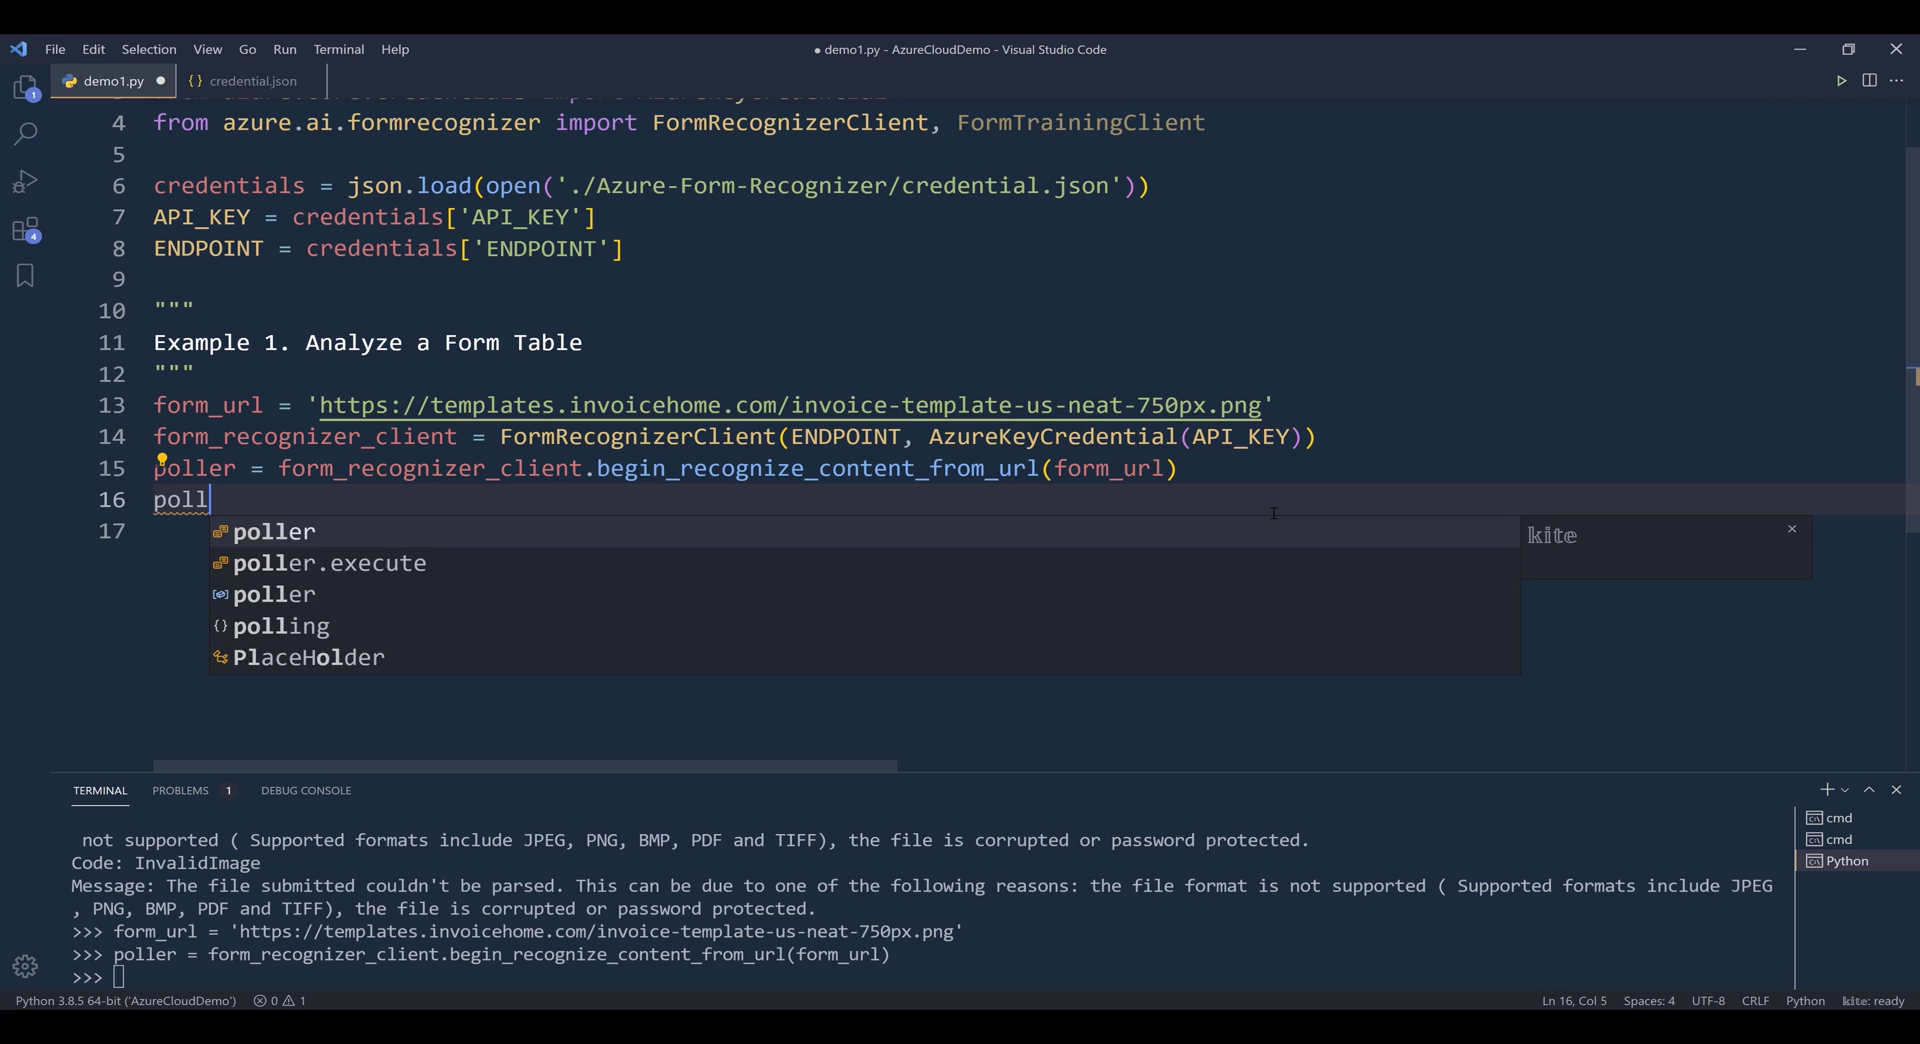 File Edit Selection View Go Run Terminal Help
● demo1.py - AzureCloudDemo - Visual Studio Code
demo1.py ● {} credential.json
1
4 from azure.ai.formrecognizer import FormRecognizerClient, FormTrainingClient
5
6 credentials = json.load(open('./Azure-Form-Recognizer/credential.json'))
7 API_KEY = credentials['API_KEY']
8 ENDPOINT = credentials['ENDPOINT']
4
9
10 """
11 Example 1. Analyze a Form Table
12 """
13 form_url = 'https://templates.invoicehome.com/invoice-template-us-neat-750px.png'
14 form_recognizer_client = FormRecognizerClient(ENDPOINT, AzureKeyCredential(API_KEY))
15 poller = form_recognizer_client.begin_recognize_content_from_url(form_url)
16 poll
17
poller
kite
poller.execute
poller
{} polling
PlaceHolder
TERMINAL PROBLEMS 1 DEBUG CONSOLE
not supported ( Supported formats include JPEG, PNG, BMP, PDF and TIFF), the file is corrupted or password protected.
Code: InvalidImage
Message: The file submitted couldn't be parsed. This can be due to one of the following reasons: the file format is not supported ( Supported formats include JPEG
, PNG, BMP, PDF and TIFF), the file is corrupted or password protected.
>>> form_url = 'https://templates.invoicehome.com/invoice-template-us-neat-750px.png'
>>> poller = form_recognizer_client.begin_recognize_content_from_url(form_url)
>>>
cmd
cmd
Python
Python 3.8.5 64-bit ('AzureCloudDemo') 0 1
Ln 16, Col 5 Spaces: 4 UTF-8 CRLF Python kite: ready